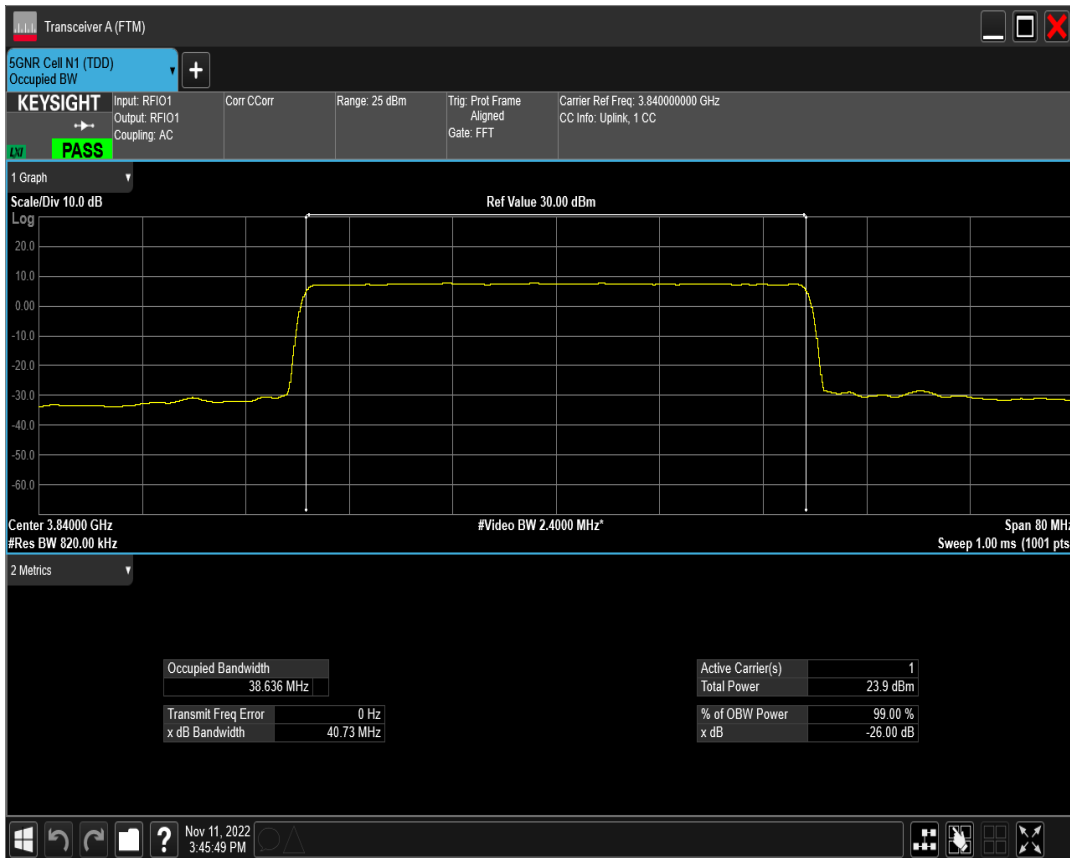 Transceiver A (FTM)
5GNR Cell N1 (TDD)
Occupied BW
+
KEYSIGHT
LXI
PASS
Input: RFIO1
Output: RFIO1
Coupling: AC
Corr CCorr
Range: 25 dBm
Trig: Prot Frame
Aligned
Gate: FFT
Carrier Ref Freq: 3.840000000 GHz
CC Info: Uplink, 1 CC
1 Graph
Scale/Div 10.0 dB
Ref Value 30.00 dBm
Log
20.0
10.0
0.00
-10.0
-20.0
-30.0
-40.0
-50.0
-60.0
Center 3.84000 GHz
#Video BW 2.4000 MHz*
Span 80 MHz
#Res BW 820.00 kHz
Sweep 1.00 ms (1001 pts
2 Metrics
Occupied Bandwidth
38.636 MHz
Transmit Freq Error 0 Hz
x dB Bandwidth 40.73 MHz
Active Carrier(s) 1
Total Power 23.9 dBm
% of OBW Power 99.00 %
x dB -26.00 dB
?
Nov 11, 2022
3:45:49 PM